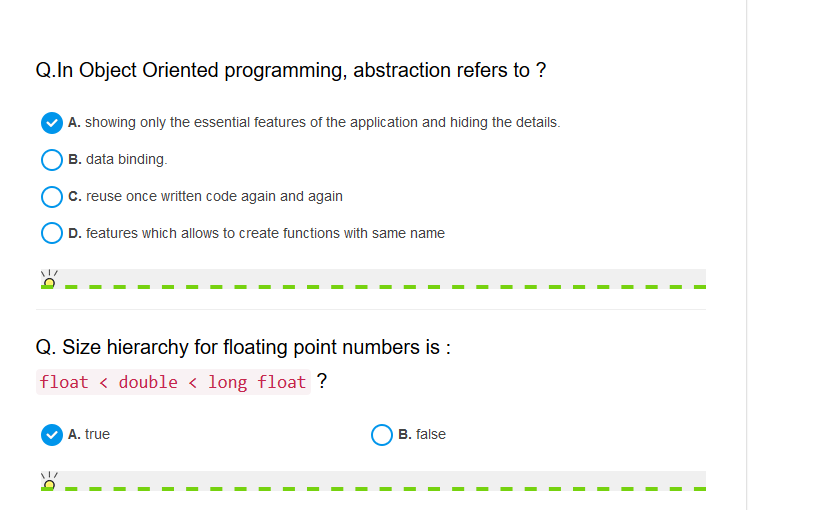 Q.In Object Oriented programming, abstraction refers to ?
A. showing only the essential features of the application and hiding the details.
B. data binding.
C. reuse once written code again and again
D. features which allows to create functions with same name
Q. Size hierarchy for floating point numbers is :
float < double < long float ?
A. true B. false